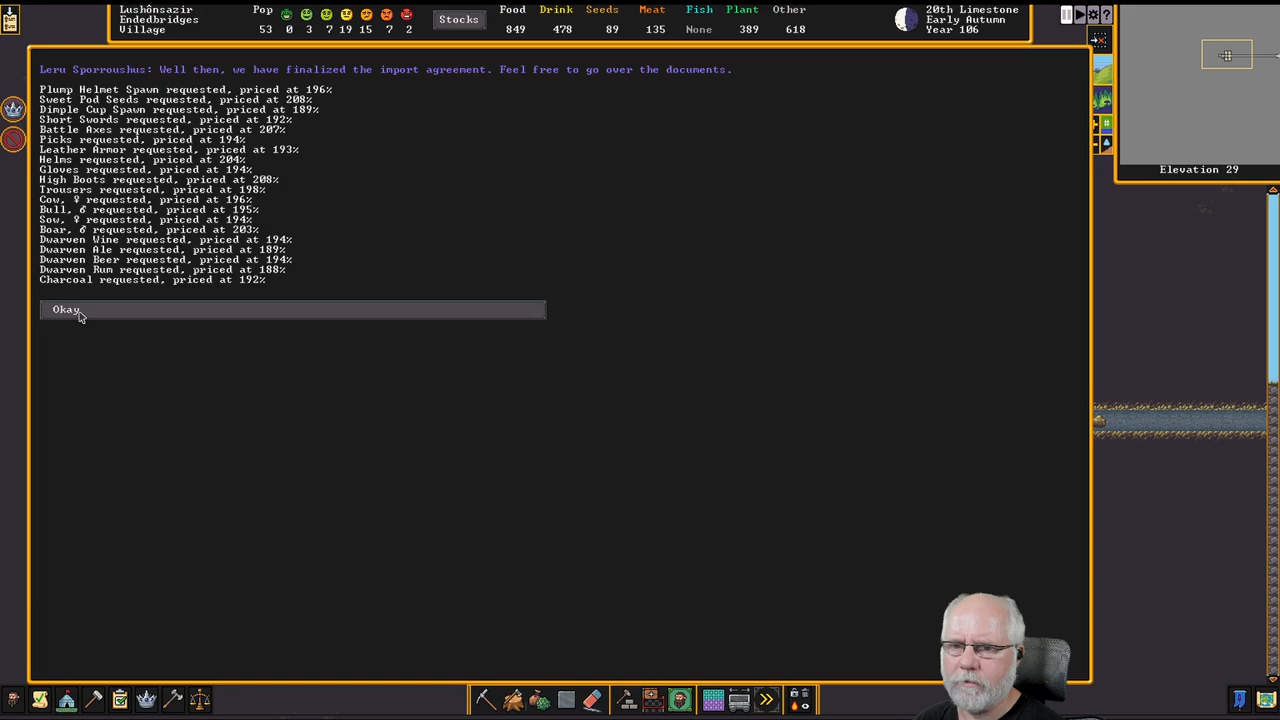 Lushônsazir
Endedbridges
Village
Pop
53 0 3 7 19 15 7 2
Stocks
Food Drink Seeds Meat Fish Plant Other
849 478 89 135 None 389 618
20th Limestone
Early Autumn
Year 106
Elevation 29
Leru Sporroushus: Well then, we have finalized the import agreement. Feel free to go over the documents.
Plump Helmet Spawn requested, priced at 196%
Sweet Pod Seeds requested, priced at 208%
Dimple Cup Spawn requested, priced at 189%
Short Swords requested, priced at 192%
Battle Axes requested, priced at 207%
Picks requested, priced at 194%
Leather Armor requested, priced at 193%
Helms requested, priced at 204%
Gloves requested, priced at 194%
High Boots requested, priced at 208%
Trousers requested, priced at 198%
Cow, ♀ requested, priced at 196%
Bull, ♂ requested, priced at 195%
Sow, ♀ requested, priced at 194%
Boar, ♂ requested, priced at 203%
Dwarven Wine requested, priced at 194%
Dwarven Ale requested, priced at 189%
Dwarven Beer requested, priced at 194%
Dwarven Rum requested, priced at 188%
Charcoal requested, priced at 192%
Okay